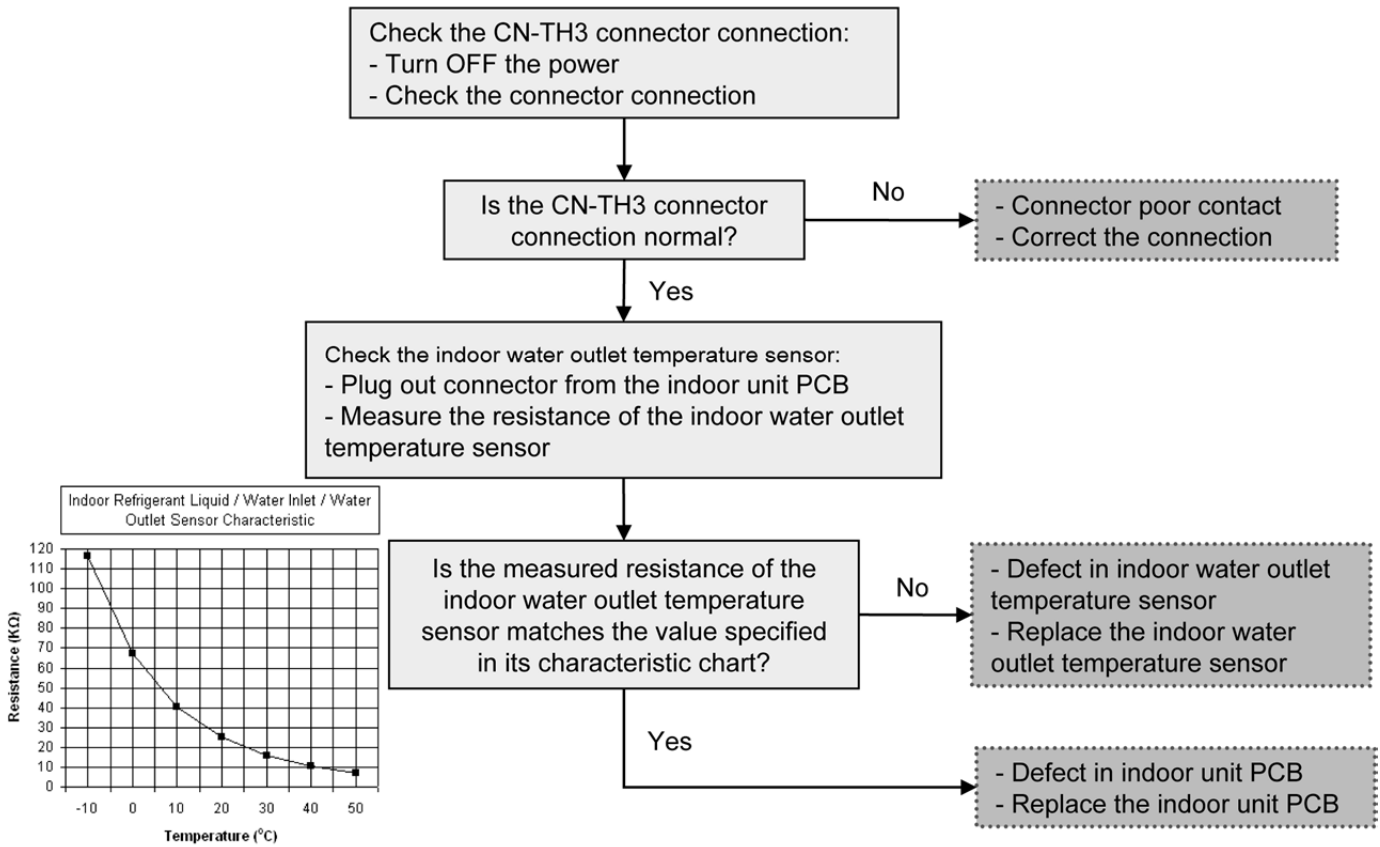 Check the CN-TH3 connector connection:
- Turn OFF the power
- Check the connector connection
Is the CN-TH3 connector
connection normal?
No
- Connector poor contact
- Correct the connection
Yes
Check the indoor water outlet temperature sensor:
- Plug out connector from the indoor unit PCB
- Measure the resistance of the indoor water outlet
temperature sensor
Indoor Refrigerant Liquid / Water Inlet / Water
Outlet Sensor Characteristic
120
110
100
90
80
70
60
50
40
30
20
10
0
Resistance (KΩ)
-10 0 10 20 30 40 50
Temperature (⁰C)
Is the measured resistance of the
indoor water outlet temperature
sensor matches the value specified
in its characteristic chart?
No
- Defect in indoor water outlet
temperature sensor
- Replace the indoor water
outlet temperature sensor
Yes
- Defect in indoor unit PCB
- Replace the indoor unit PCB